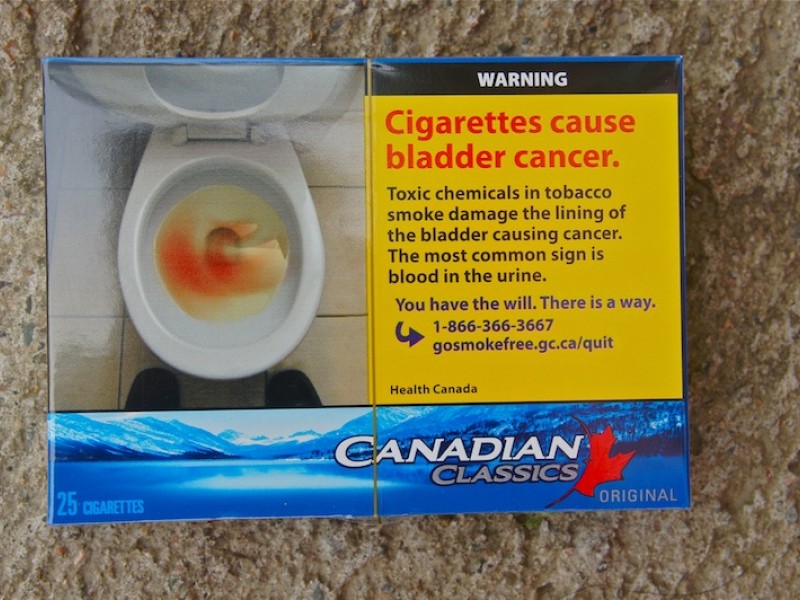 WARNING
Cigarettes cause
bladder cancer.
Toxic chemicals in tobacco
smoke damage the lining of
the bladder causing cancer.
The most common sign is
blood in the urine.
You have the will. There is a way.
1-866-366-3667
gosmokefree.gc.ca/quit
Health Canada
CANADIAN
CLASSICS
ORIGINAL
25 CIGARETTES